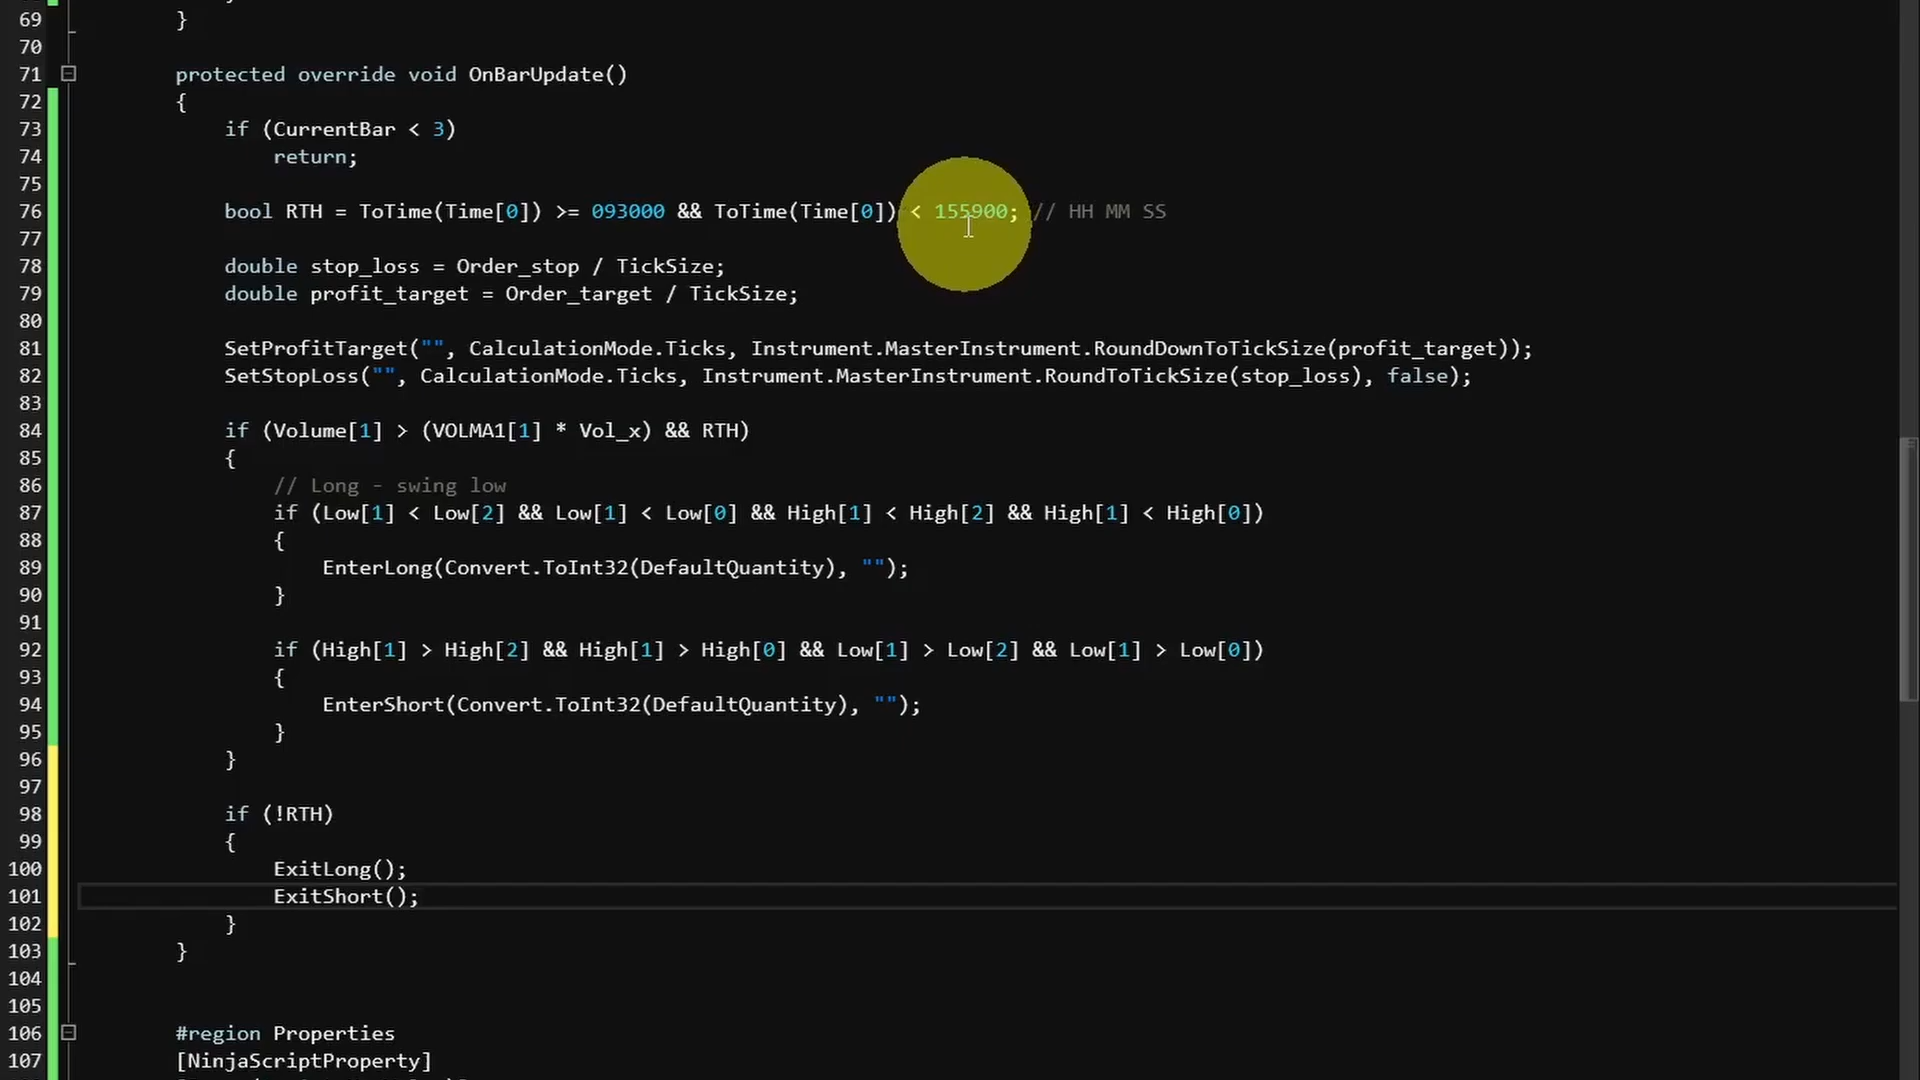 69 }
70
71 protected override void OnBarUpdate()
72 {
73 if (CurrentBar < 3)
74 return;
75
76 bool RTH = ToTime(Time[0]) >= 093000 && ToTime(Time[0]) < 155900; // HH MM SS
77
78 double stop_loss = Order_stop / TickSize;
79 double profit_target = Order_target / TickSize;
80
81 SetProfitTarget("", CalculationMode.Ticks, Instrument.MasterInstrument.RoundDownToTickSize(profit_target));
82 SetStopLoss("", CalculationMode.Ticks, Instrument.MasterInstrument.RoundToTickSize(stop_loss), false);
83
84 if (Volume[1] > (VOLMA1[1] * Vol_x) && RTH)
85 {
86 // Long - swing low
87 if (Low[1] < Low[2] && Low[1] < Low[0] && High[1] < High[2] && High[1] < High[0])
88 {
89 EnterLong(Convert.ToInt32(DefaultQuantity), "");
90 }
91
92 if (High[1] > High[2] && High[1] > High[0] && Low[1] > Low[2] && Low[1] > Low[0])
93 {
94 EnterShort(Convert.ToInt32(DefaultQuantity), "");
95 }
96 }
97
98 if (!RTH)
99 {
100 ExitLong();
101 ExitShort();
102 }
103 }
104
105
106 #region Properties
107 [NinjaScriptProperty]